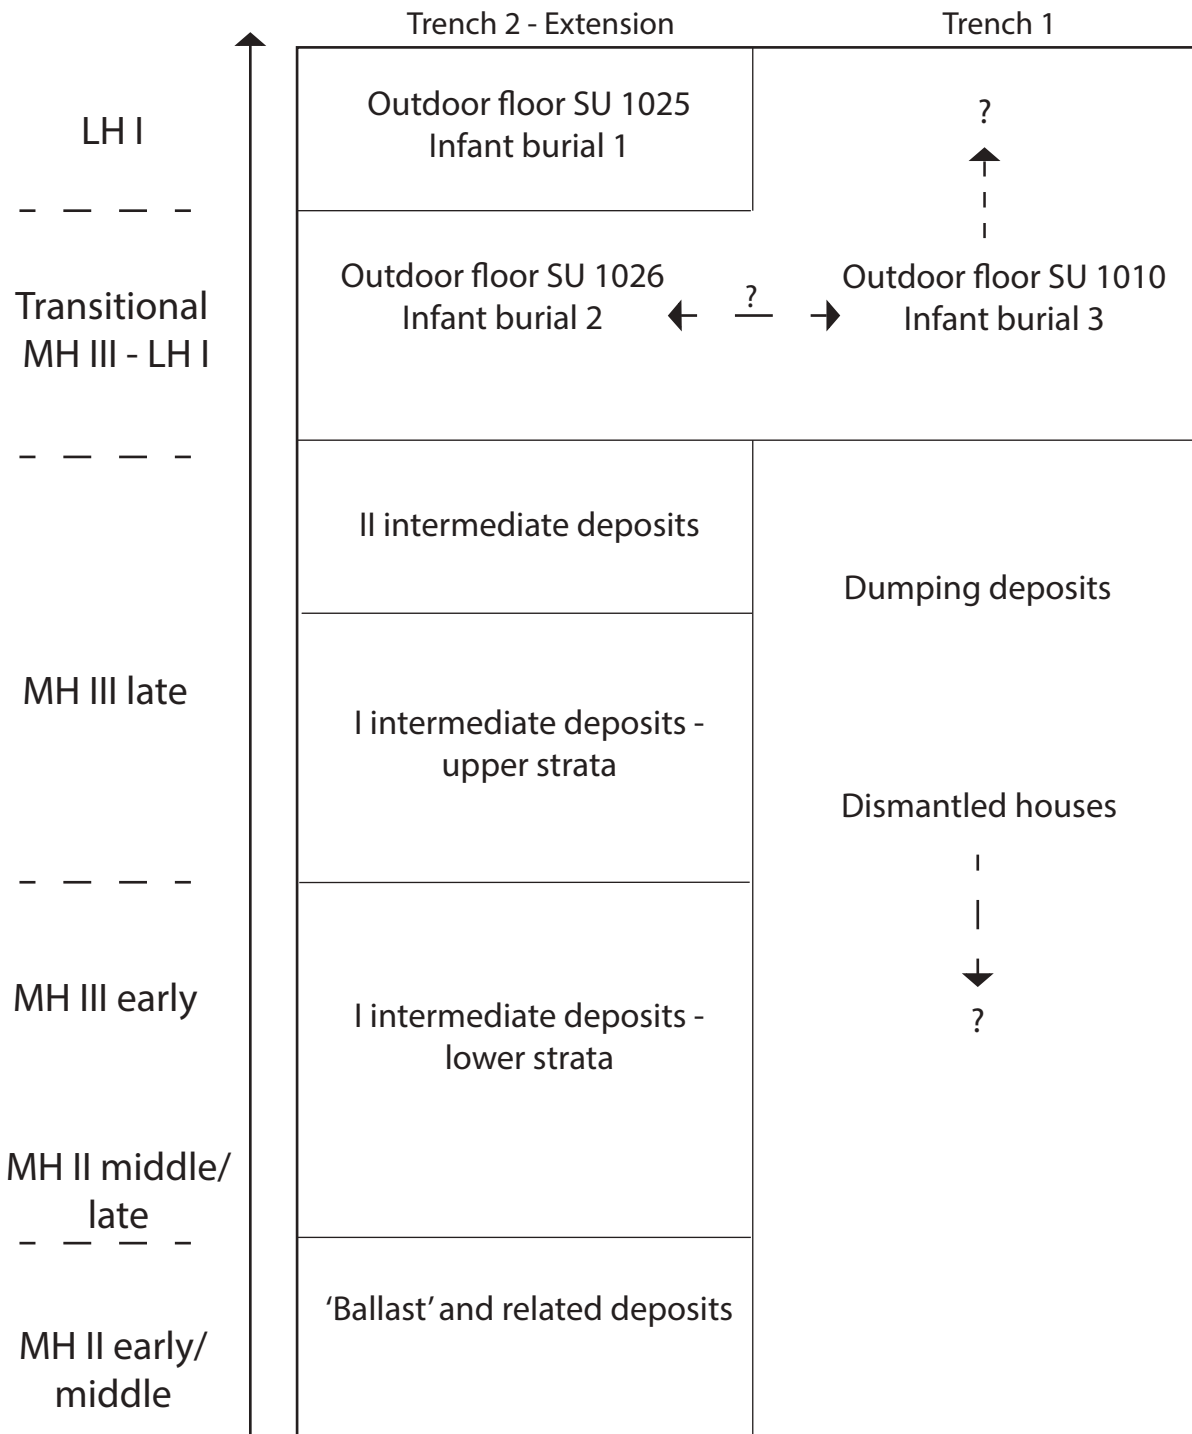 Trench 2 - Extension
Trench 1
LH I
Outdoor floor SU 1025
Infant burial 1
?
Transitional
MH III - LH I
Outdoor floor SU 1026
Infant burial 2
?
Outdoor floor SU 1010
Infant burial 3
MH III late
II intermediate deposits
Dumping deposits
I intermediate deposits -
upper strata
Dismantled houses
MH III early
I intermediate deposits -
lower strata
?
MH II middle/
late
'Ballast' and related deposits
MH II early/
middle